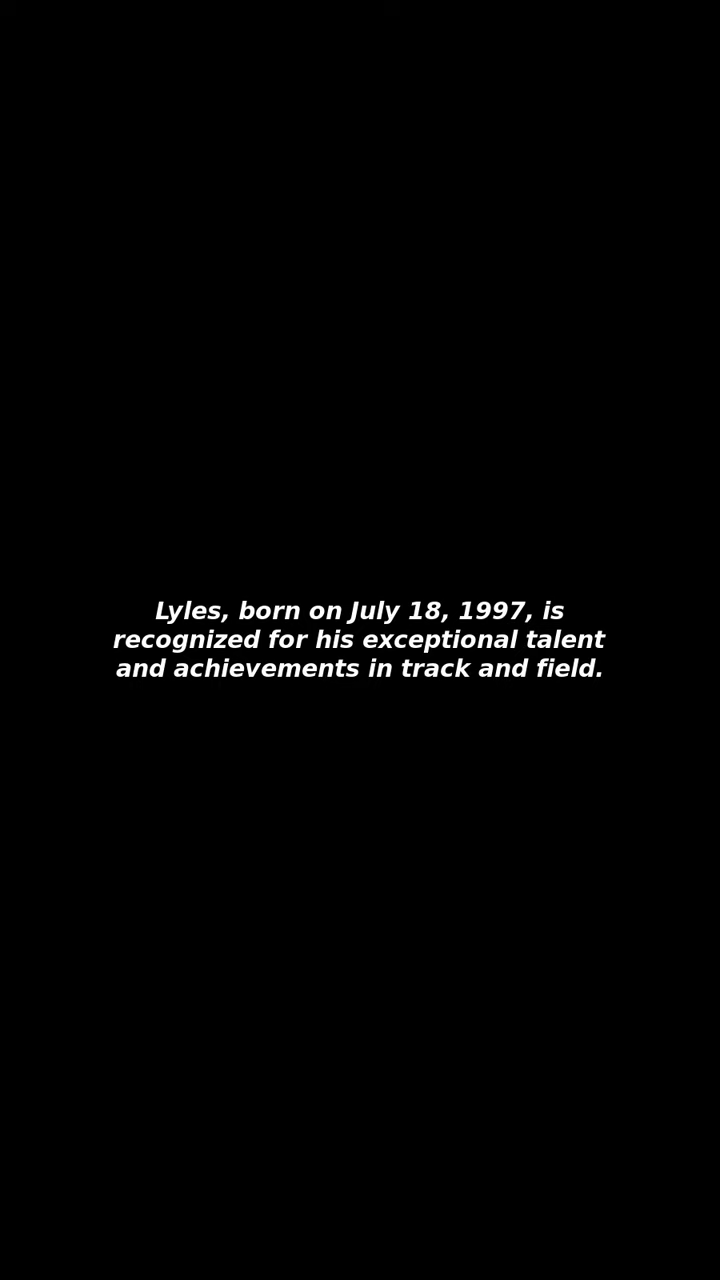 Lyles, born on July 18, 1997, is
recognized for his exceptional talent
and achievements in track and field.